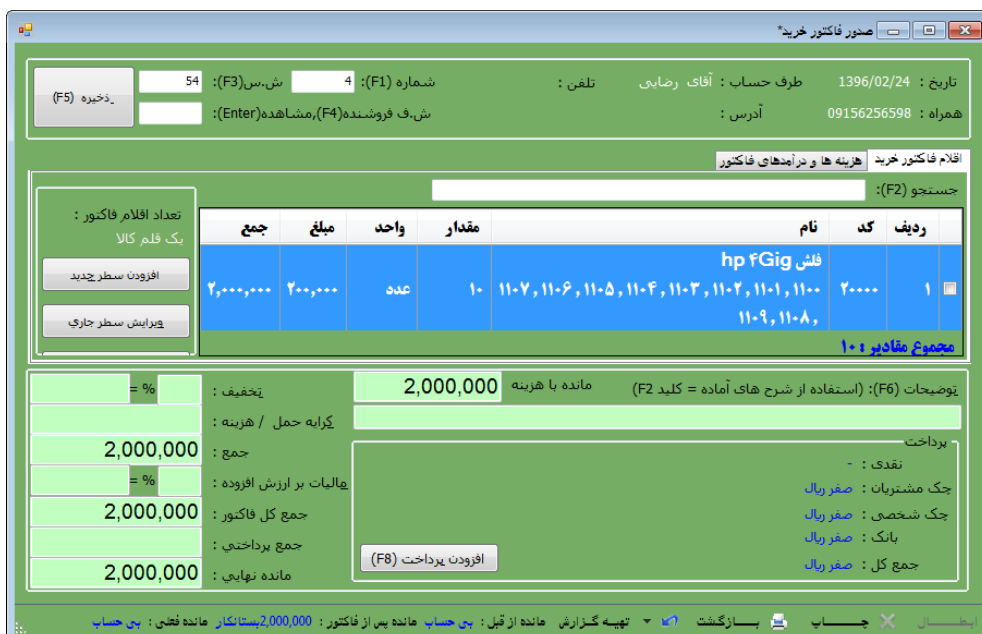 صدور فاکتور خرید*
تاریخ : 1396/02/24 طرف حساب : آقای رضایی تلفن : شماره (F1): 4 ش.س(F3): 54
ذخیره (F5)
همراه : 09156256598 آدرس : ش.ف فروشنده(F4),مشاهده(Enter):
اقلام فاکتور خرید هزینه ها و درآمدهای فاکتور
جستجو (F2):
تعداد اقلام فاکتور :
یک قلم کالا
افزودن سطر جدید
ویرایش سطر جاری
ردیف کد نام مقدار واحد مبلغ جمع
فلش hp ۴Gig
۱ ۲۰۰۰۰ ۱۱۰۰ , ۱۱۰۱ , ۱۱۰۲ , ۱۱۰۳ , ۱۱۰۴ , ۱۱۰۵ , ۱۱۰۶ , ۱۱۰۷ ۱۰ عدد ۲۰۰,۰۰۰ ۲,۰۰۰,۰۰۰
, ۱۱۰۸ , ۱۱۰۹
مجموع مقادیر : ۱۰
توضیحات (F6): (استفاده از شرح های آماده = کلید F2) مانده با هزینه 2,000,000
پرداخت
نقدی : -
چک مشتریان : صفر ریال
چک شخصی : صفر ریال
بانک : صفر ریال
جمع کل : صفر ریال
افزودن پرداخت (F8)
تخفیف : % =
کرایه حمل / هزینه :
جمع : 2,000,000
مالیات بر ارزش افزوده : % =
جمع کل فاکتور : 2,000,000
جمع پرداختی :
مانده نهایی : 2,000,000
ابطال چاپ بازگشت تهیه گزارش مانده از قبل : بی حساب مانده پس از فاکتور : 2,000,000بستانکار مانده فعلی : بی حساب